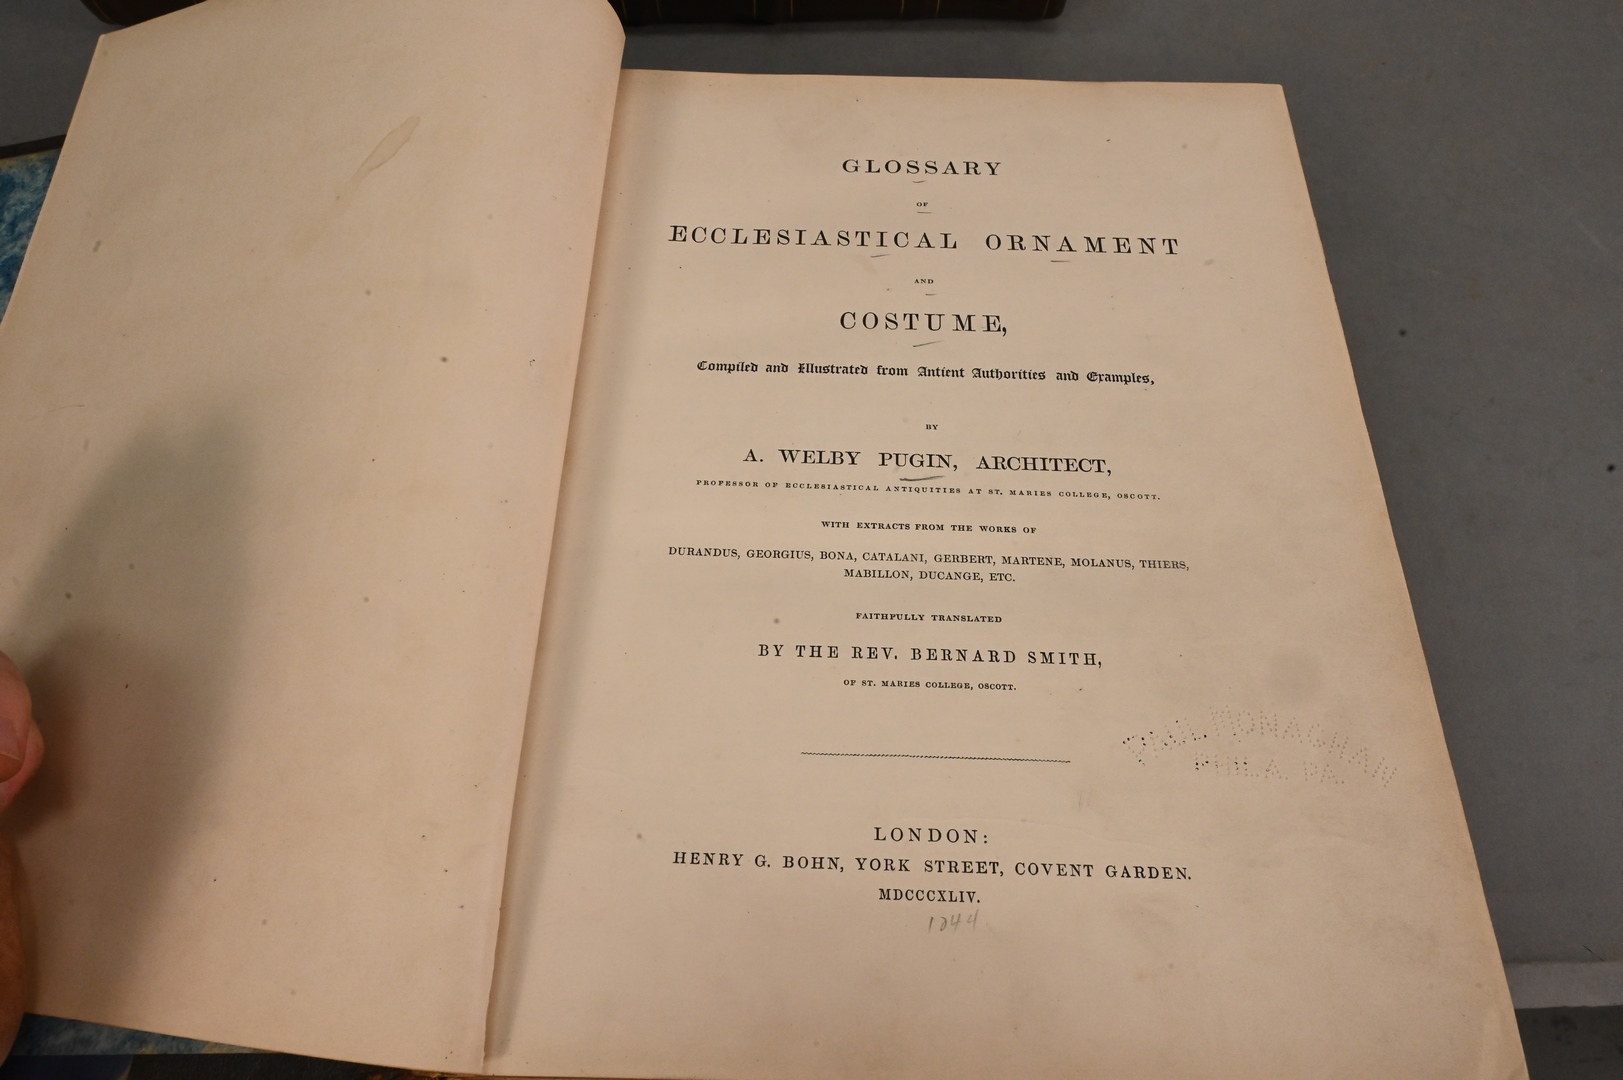 GLOSSARY
OF
ECCLESIASTICAL ORNAMENT
AND
COSTUME,
Compiled and Illustrated from Antient Authorities and Examples,
BY
A. WELBY PUGIN, ARCHITECT,
PROFESSOR OF ECCLESIASTICAL ANTIQUITIES AT ST. MARIES COLLEGE, OSCOTT.
WITH EXTRACTS FROM THE WORKS OF
DURANDUS, GEORGIUS, BONA, CATALANI, GERBERT, MARTENE, MOLANUS, THIERS,
MABILLON, DUCANGE, ETC.
FAITHFULLY TRANSLATED
BY THE REV. BERNARD SMITH,
OF ST. MARIES COLLEGE, OSCOTT.
MONAGHAN
PHILA. PA.
LONDON:
HENRY G. BOHN, YORK STREET, COVENT GARDEN.
MDCCCXLIV.
1844